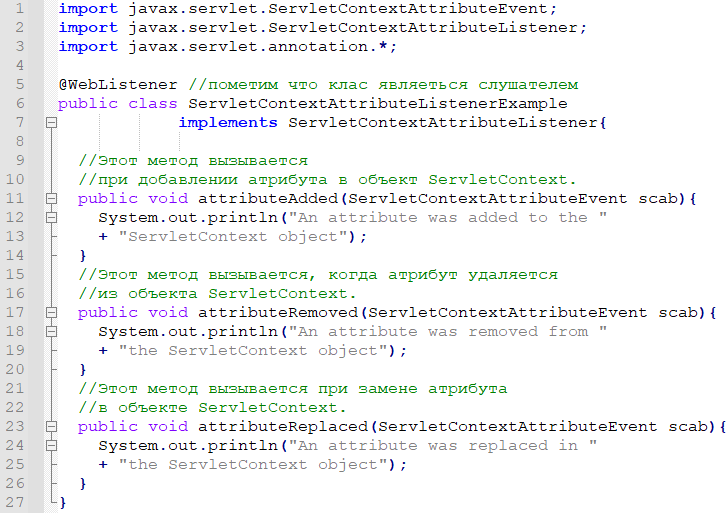 1 import javax.servlet.ServletContextAttributeEvent;
2 import javax.servlet.ServletContextAttributeListener;
3 import javax.servlet.annotation.*;
4
5 @WebListener //пометим что клас являеться слушателем
6 public class ServletContextAttributeListenerExample
7 implements ServletContextAttributeListener{
8
9 //Этот метод вызывается
10 //при добавлении атрибута в объект ServletContext.
11 public void attributeAdded(ServletContextAttributeEvent scab){
12 System.out.println("An attribute was added to the "
13 + "ServletContext object");
14 }
15 //Этот метод вызывается, когда атрибут удаляется
16 //из объекта ServletContext.
17 public void attributeRemoved(ServletContextAttributeEvent scab){
18 System.out.println("An attribute was removed from "
19 + "the ServletContext object");
20 }
21 //Этот метод вызывается при замене атрибута
22 //в объекте ServletContext.
23 public void attributeReplaced(ServletContextAttributeEvent scab){
24 System.out.println("An attribute was replaced in "
25 + "the ServletContext object");
26 }
27 }